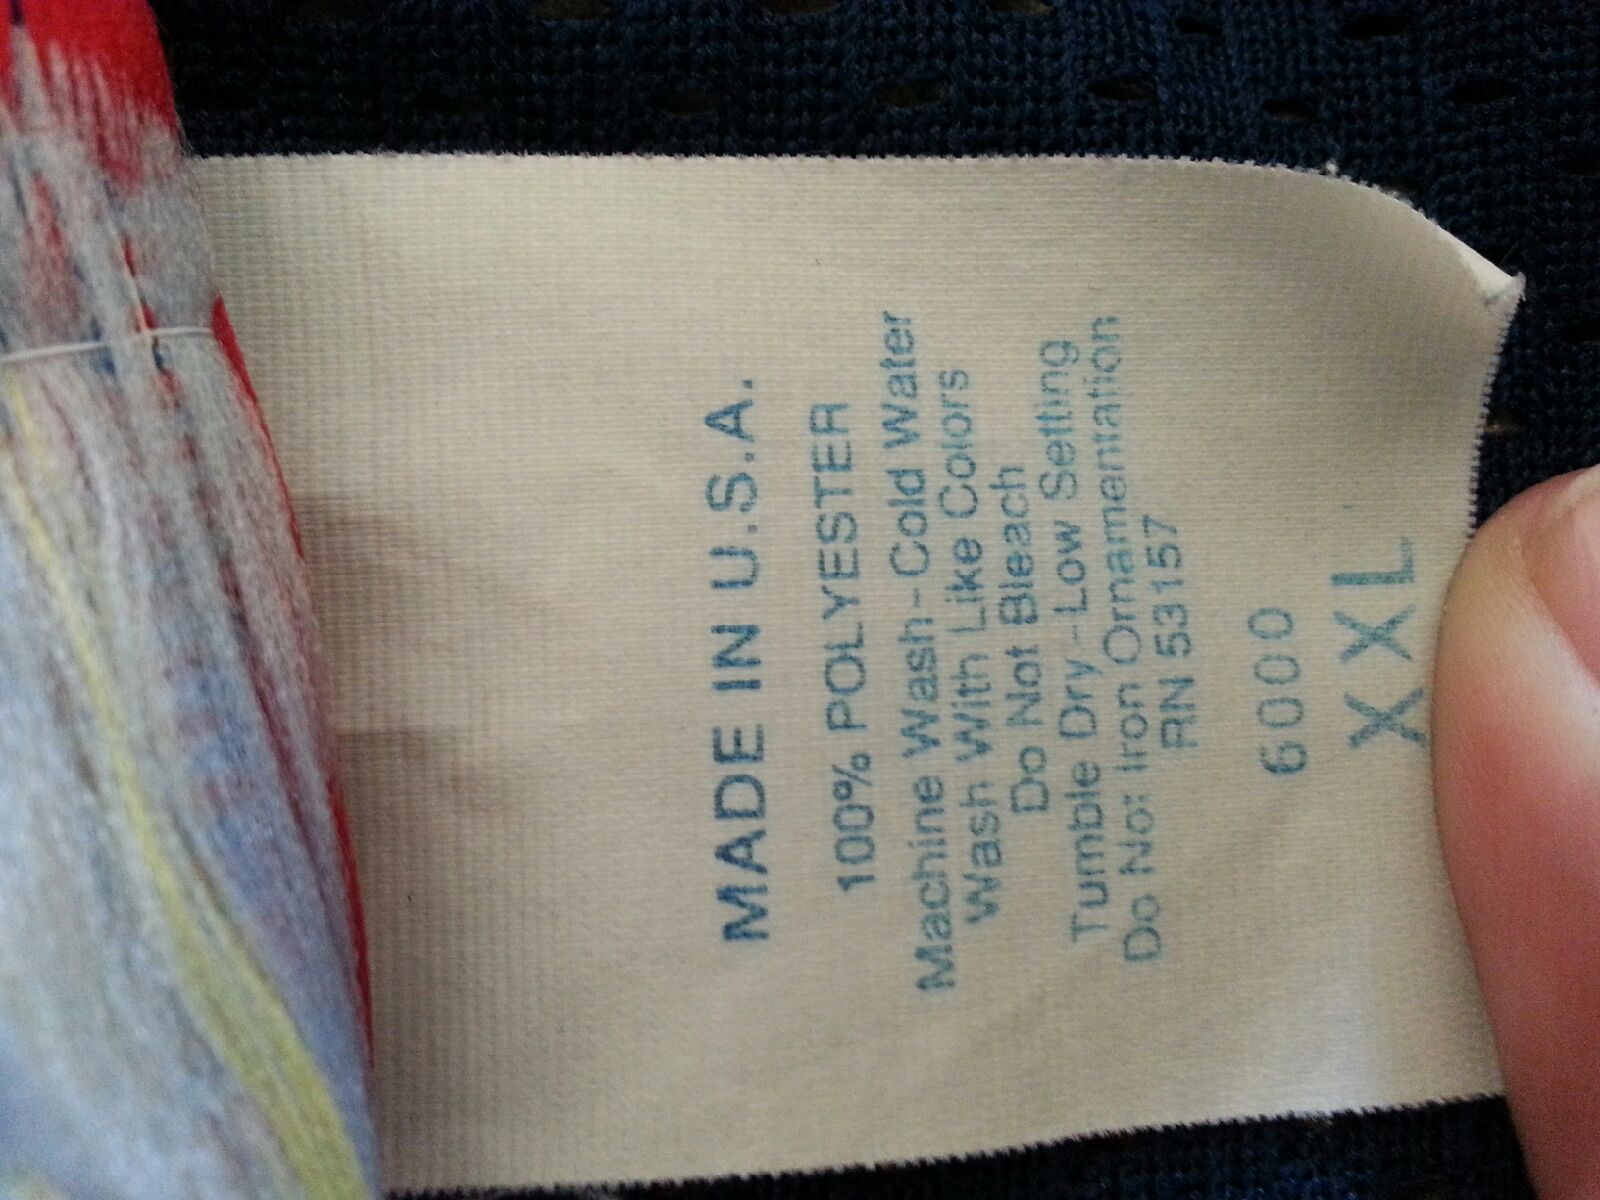 MADE IN U.S.A.
100% POLYESTER
Machine Wash-Cold Water
Wash With Like Colors
Do Not Bleach
Tumble Dry-Low Setting
Do Not Iron Ornamentation
RN 53157
6000
XXL